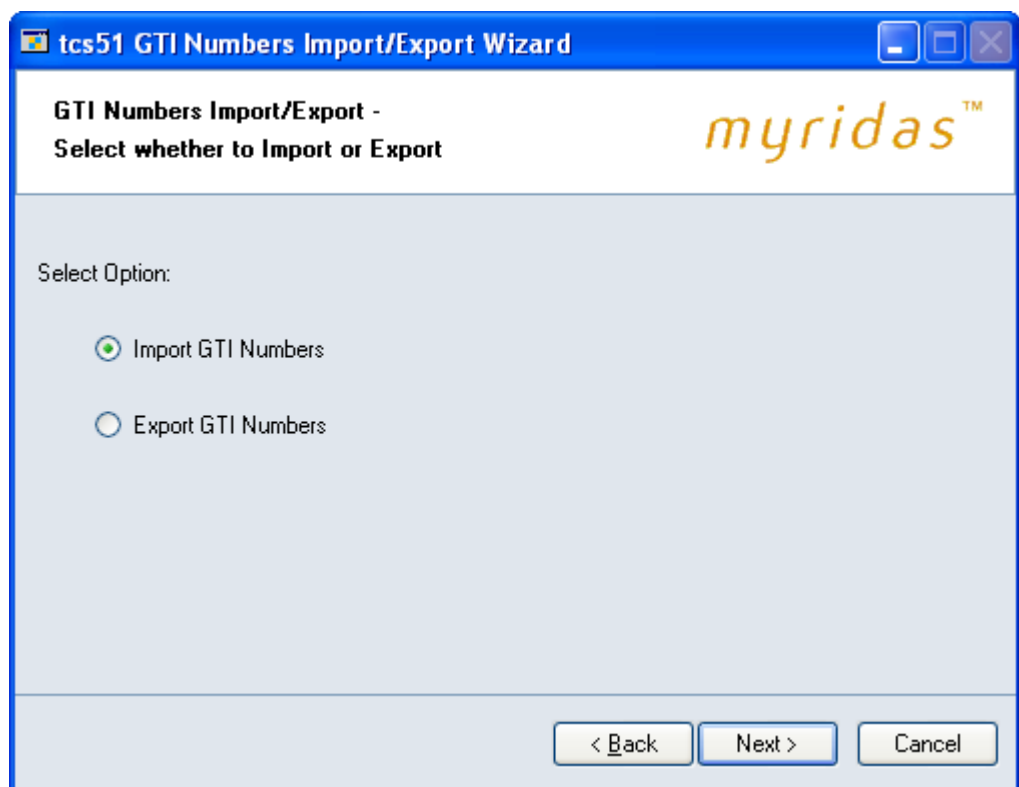 tcs51 GTI Numbers Import/Export Wizard
GTI Numbers Import/Export -
Select whether to Import or Export
myridas™
Select Option:
Import GTI Numbers
Export GTI Numbers
< Back
Next >
Cancel